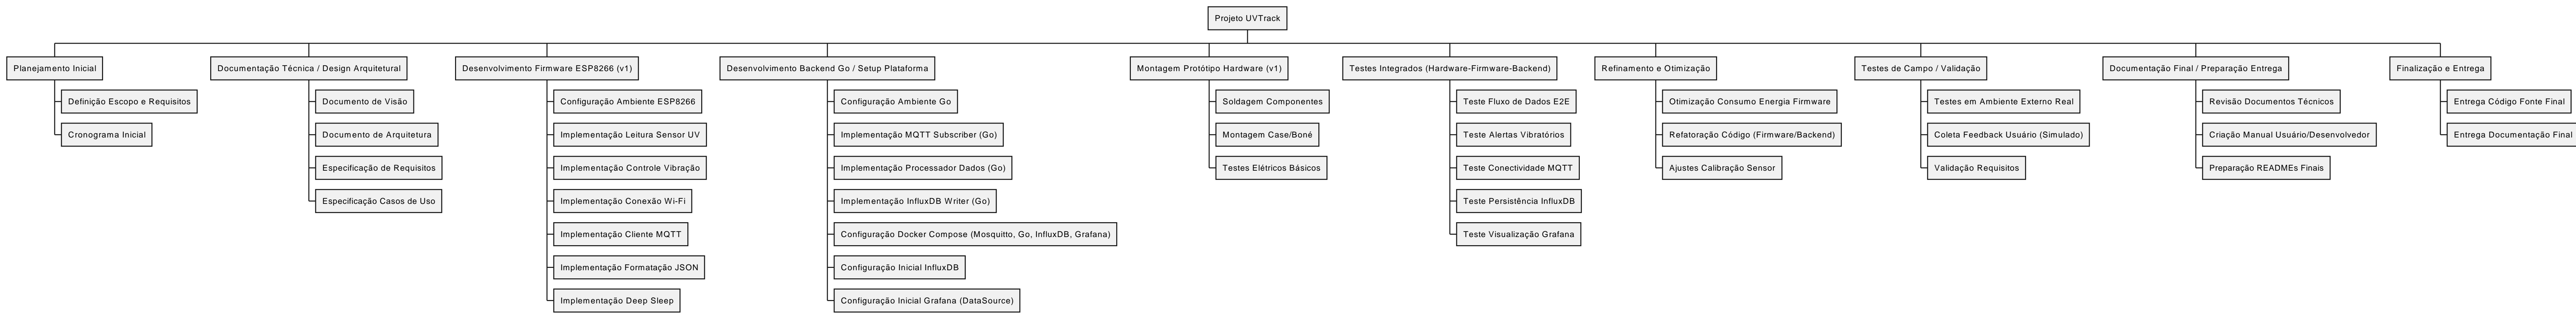 Projeto UVTrack
Planejamento Inicial
Definição Escopo e Requisitos
Cronograma Inicial
Documentação Técnica / Design Arquitetural
Documento de Visão
Documento de Arquitetura
Especificação de Requisitos
Especificação Casos de Uso
Desenvolvimento Firmware ESP8266 (v1)
Configuração Ambiente ESP8266
Implementação Leitura Sensor UV
Implementação Controle Vibração
Implementação Conexão Wi-Fi
Implementação Cliente MQTT
Implementação Formatação JSON
Implementação Deep Sleep
Desenvolvimento Backend Go / Setup Plataforma
Configuração Ambiente Go
Implementação MQTT Subscriber (Go)
Implementação Processador Dados (Go)
Implementação InfluxDB Writer (Go)
Configuração Docker Compose (Mosquitto, Go, InfluxDB, Grafana)
Configuração Inicial InfluxDB
Configuração Inicial Grafana (DataSource)
Montagem Protótipo Hardware (v1)
Soldagem Componentes
Montagem Case/Boné
Testes Elétricos Básicos
Testes Integrados (Hardware-Firmware-Backend)
Teste Fluxo de Dados E2E
Teste Alertas Vibratórios
Teste Conectividade MQTT
Teste Persistência InfluxDB
Teste Visualização Grafana
Refinamento e Otimização
Otimização Consumo Energia Firmware
Refatoração Código (Firmware/Backend)
Ajustes Calibração Sensor
Testes de Campo / Validação
Testes em Ambiente Externo Real
Coleta Feedback Usuário (Simulado)
Validação Requisitos
Documentação Final / Preparação Entrega
Revisão Documentos Técnicos
Criação Manual Usuário/Desenvolvedor
Preparação READMEs Finais
Finalização e Entrega
Entrega Código Fonte Final
Entrega Documentação Final